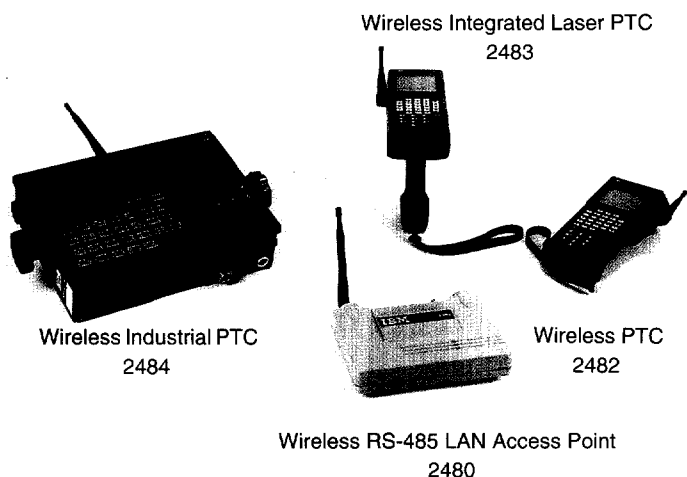 Wireless Integrated Laser PTC
2483
Wireless Industrial PTC
2484
IBM
Wireless PTC
2482
Wireless RS-485 LAN Access Point
2480